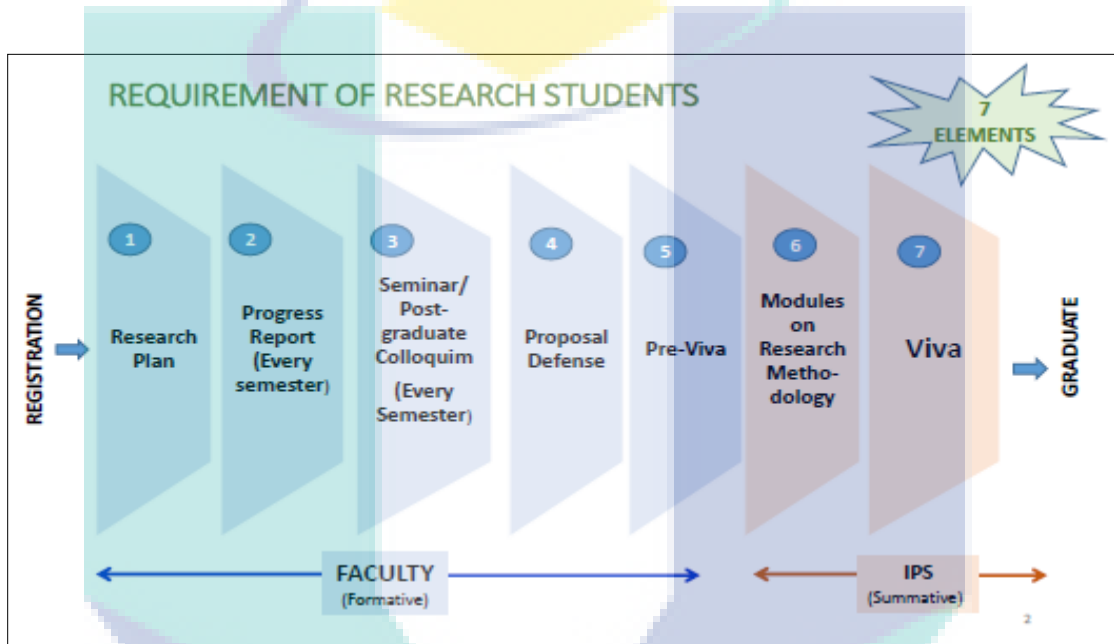 REQUIREMENT OF RESEARCH STUDENTS
7
ELEMENTS
REGISTRATION
1
Research
Plan
2
Progress
Report
(Every
semester)
3
Seminar/
Post-
graduate
Colloquim
(Every
Semester)
4
Proposal
Defense
5
Pre-Viva
6
Modules
on
Research
Metho-
dology
7
Viva
GRADUATE
FACULTY
(Formative)
IPS
(Summative)
2